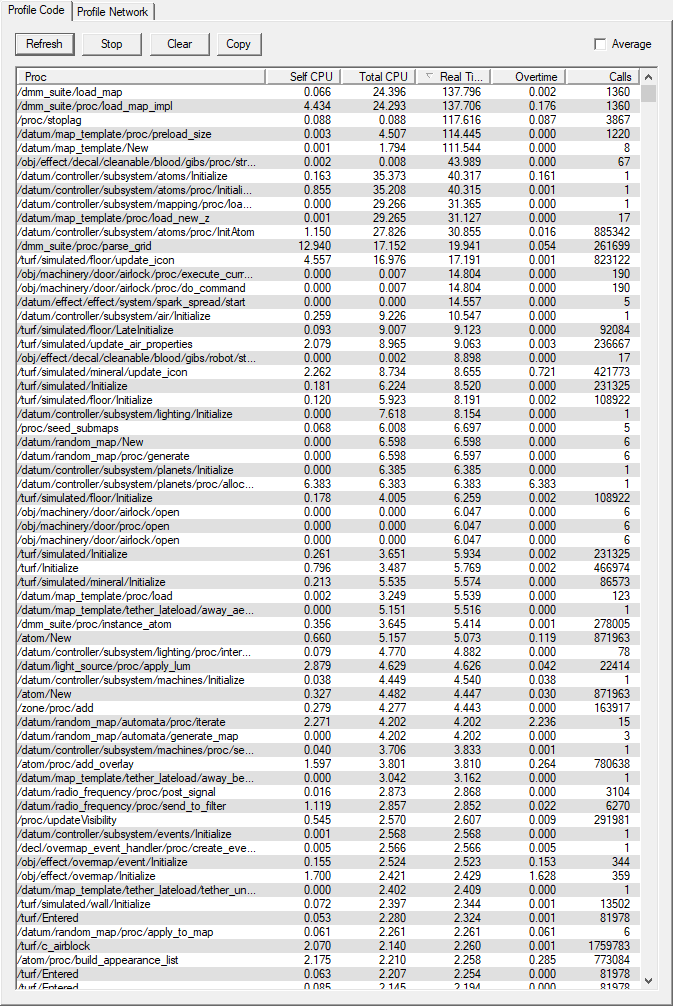 Profile Code Profile Network
Refresh Stop Clear Copy Average
Proc Self CPU Total CPU Real Ti... Overtime Calls
/dmm_suite/load_map 0.066 24.396 137.796 0.002 1360
/dmm_suite/proc/load_map_impl 4.434 24.293 137.706 0.176 1360
/proc/stoplag 0.088 0.088 117.616 0.087 3867
/datum/map_template/proc/preload_size 0.003 4.507 114.445 0.000 1220
/datum/map_template/New 0.001 1.794 111.544 0.000 8
/obj/effect/decal/cleanable/blood/gibs/proc/str... 0.002 0.008 43.989 0.000 67
/datum/controller/subsystem/atoms/Initialize 0.163 35.373 40.317 0.161 1
/datum/controller/subsystem/atoms/proc/Initiali... 0.855 35.208 40.315 0.001 1
/datum/controller/subsystem/mapping/proc/loa... 0.000 29.266 31.365 0.000 1
/datum/map_template/proc/load_new_z 0.001 29.265 31.127 0.000 17
/datum/controller/subsystem/atoms/proc/InitAtom 1.150 27.826 30.855 0.016 885342
/dmm_suite/proc/parse_grid 12.940 17.152 19.941 0.054 261699
/turf/simulated/floor/update_icon 4.557 16.976 17.191 0.001 823122
/obj/machinery/door/airlock/proc/execute_curr... 0.000 0.007 14.804 0.000 190
/obj/machinery/door/airlock/proc/do_command 0.000 0.007 14.804 0.000 190
/datum/effect/effect/system/spark_spread/start 0.000 0.000 14.557 0.000 5
/datum/controller/subsystem/air/Initialize 0.259 9.226 10.547 0.000 1
/turf/simulated/floor/LateInitialize 0.093 9.007 9.123 0.000 92084
/turf/simulated/update_air_properties 2.079 8.965 9.063 0.003 236667
/obj/effect/decal/cleanable/blood/gibs/robot/st... 0.000 0.002 8.898 0.000 17
/turf/simulated/mineral/update_icon 2.262 8.734 8.655 0.721 421773
/turf/simulated/Initialize 0.181 6.224 8.520 0.000 231325
/turf/simulated/floor/Initialize 0.120 5.923 8.191 0.002 108922
/datum/controller/subsystem/lighting/Initialize 0.000 7.618 8.154 0.000 1
/proc/seed_submaps 0.068 6.008 6.697 0.000 5
/datum/random_map/New 0.000 6.598 6.598 0.000 6
/datum/random_map/proc/generate 0.000 6.598 6.597 0.000 6
/datum/controller/subsystem/planets/Initialize 0.000 6.385 6.385 0.000 1
/datum/controller/subsystem/planets/proc/alloc... 6.383 6.383 6.383 6.383 1
/turf/simulated/floor/Initialize 0.178 4.005 6.259 0.002 108922
/obj/machinery/door/airlock/open 0.000 0.000 6.047 0.000 6
/obj/machinery/door/proc/open 0.000 0.000 6.047 0.000 6
/obj/machinery/door/airlock/open 0.000 0.000 6.047 0.000 6
/turf/simulated/Initialize 0.261 3.651 5.934 0.002 231325
/turf/Initialize 0.796 3.487 5.769 0.002 466974
/turf/simulated/mineral/Initialize 0.213 5.535 5.574 0.004 86573
/datum/map_template/proc/load 0.002 3.249 5.539 0.000 123
/datum/map_template/tether_lateload/away_ae... 0.000 5.151 5.516 0.000 1
/dmm_suite/proc/instance_atom 0.356 3.645 5.414 0.001 278005
/atom/New 0.660 5.157 5.073 0.119 871963
/datum/controller/subsystem/lighting/proc/inter... 0.079 4.770 4.882 0.000 78
/datum/light_source/proc/apply_lum 2.879 4.629 4.626 0.042 22414
/datum/controller/subsystem/machines/Initialize 0.038 4.449 4.540 0.038 1
/atom/New 0.327 4.482 4.447 0.030 871963
/zone/proc/add 0.279 4.277 4.443 0.000 163917
/datum/random_map/automata/proc/iterate 2.271 4.202 4.202 2.236 15
/datum/random_map/automata/generate_map 0.000 4.202 4.202 0.000 3
/datum/controller/subsystem/machines/proc/se... 0.040 3.706 3.833 0.001 1
/atom/proc/add_overlay 1.597 3.801 3.810 0.264 780638
/datum/map_template/tether_lateload/away_be... 0.000 3.042 3.162 0.000 1
/datum/radio_frequency/proc/post_signal 0.016 2.873 2.868 0.000 3104
/datum/radio_frequency/proc/send_to_filter 1.119 2.857 2.852 0.022 6270
/proc/updateVisibility 0.545 2.570 2.607 0.009 291981
/datum/controller/subsystem/events/Initialize 0.001 2.568 2.568 0.000 1
/decl/overmap_event_handler/proc/create_eve... 0.005 2.566 2.566 0.005 1
/obj/effect/overmap/event/Initialize 0.155 2.524 2.523 0.153 344
/obj/effect/overmap/Initialize 1.700 2.421 2.429 1.628 359
/datum/map_template/tether_lateload/tether_un... 0.000 2.402 2.409 0.000 1
/turf/simulated/wall/Initialize 0.072 2.397 2.344 0.001 13502
/turf/Entered 0.053 2.280 2.324 0.001 81978
/datum/random_map/proc/apply_to_map 0.061 2.261 2.261 0.061 6
/turf/c_airblock 2.070 2.140 2.260 0.001 1759783
/atom/proc/build_appearance_list 2.175 2.210 2.258 0.285 773084
/turf/Entered 0.063 2.207 2.254 0.000 81978
/turf/Entered 0.085 2.145 2.194 0.001 81978